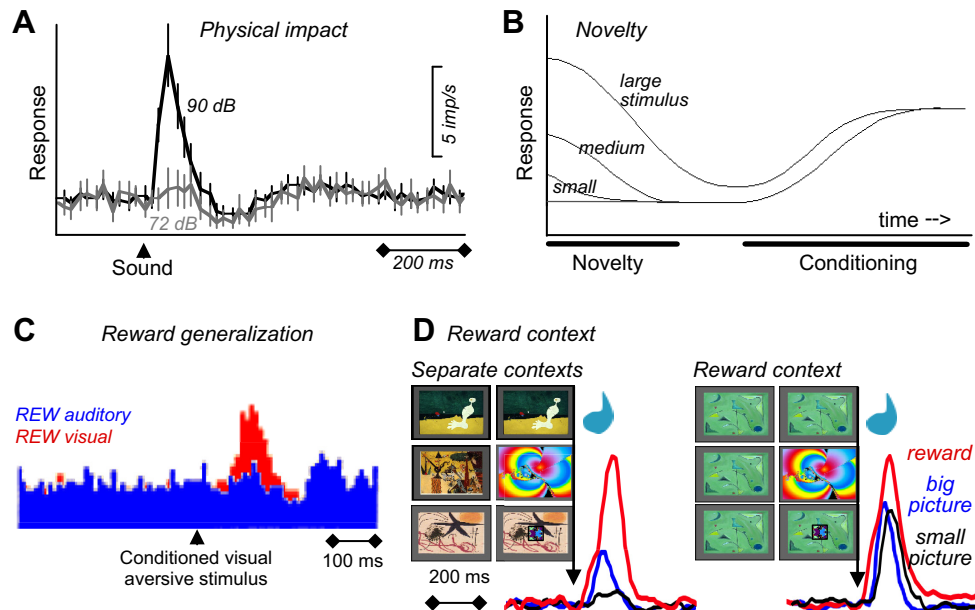 A
Physical impact
Response
90 dB
72 dB
5 imp/s
Sound
200 ms
B
Novelty
Response
large
stimulus
medium
small
time -->
Novelty
Conditioning
C
Reward generalization
REW auditory
REW visual
Conditioned visual
aversive stimulus
100 ms
D
Reward context
Separate contexts
200 ms
Reward context
reward
big
picture
small
picture